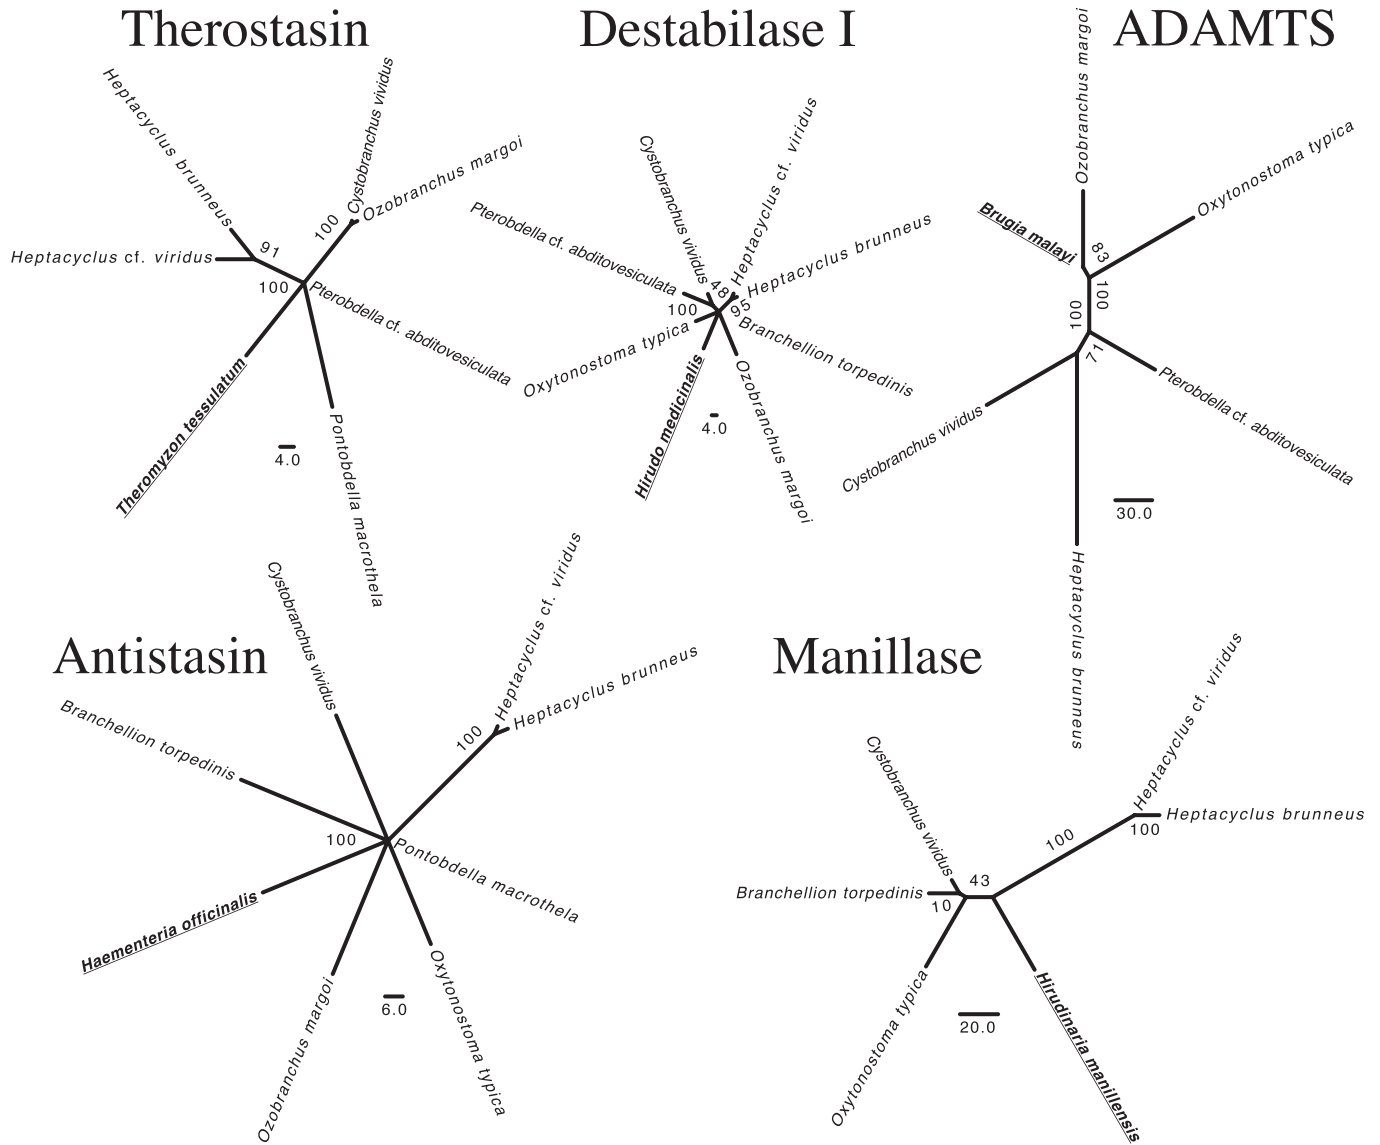 Therostasin
Heptacyclus brunneus
Cystobranchus vividus
Ozobranchus margoi
100
91
Heptacyclus cf. viridus
100
Pterobdella cf. abditovesiculata
Theromyzon tessulatum
Pontobdella macrothela
4.0
Destabilase I
Cystobranchus vividus
Heptacyclus cf. viridus
Pterobdella cf. abditovesiculata
Heptacyclus brunneus
48
95
100
Oxytonostoma typica
Branchellion torpedinis
Hirudo medicinalis
Ozobranchus margoi
4.0
ADAMTS
Ozobranchus margoi
Oxytonostoma typica
Brugia malayi
83
100
100
71
Pterobdella cf. abditovesiculata
Cystobranchus vividus
30.0
Heptacyclus brunneus
Antistasin
Cystobranchus vividus
Heptacyclus cf. viridus
Heptacyclus brunneus
100
Branchellion torpedinis
100
Pontobdella macrothela
Haementeria officinalis
Ozobranchus margoi
Oxytonostoma typica
6.0
Manillase
Heptacyclus cf. viridus
Cystobranchus vividus
Heptacyclus brunneus
100
100
43
Branchellion torpedinis
10
Oxytonostoma typica
Hirudinaria manillensis
20.0